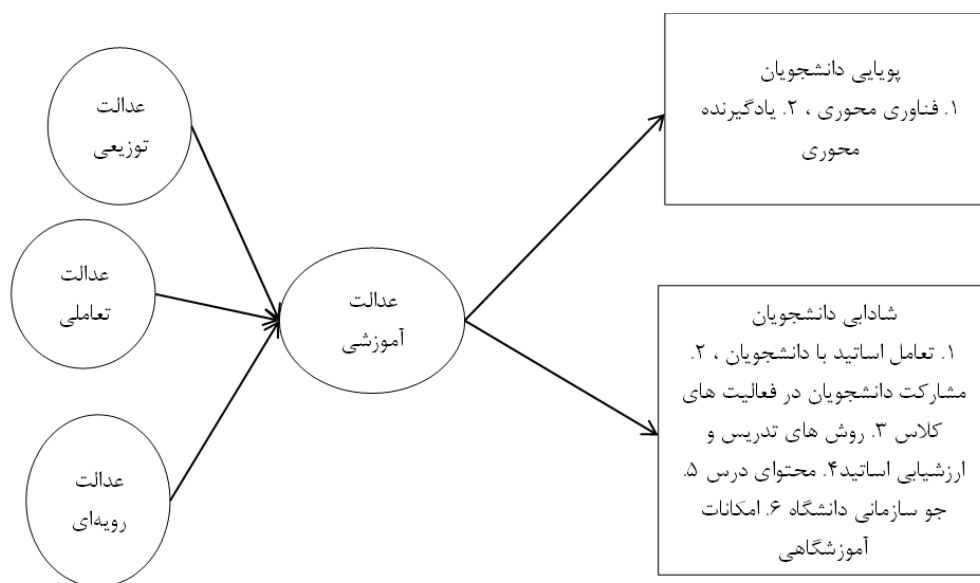 پویایی دانشجویان
۱. فناوری محوری ، ۲. یادگیرنده
محوری
عدالت
توزیعی
عدالت
تعاملی
عدالت
آموزشی
شادابی دانشجویان
۱. تعامل اساتید با دانشجویان ، ۲.
مشارکت دانشجویان در فعالیت های
کلاس ۳. روش های تدریس و
ارزشیابی اساتید۴. محتوای درس ۵.
جو سازمانی دانشگاه ۶. امکانات
آموزشگاهی
عدالت
رویه‌ای